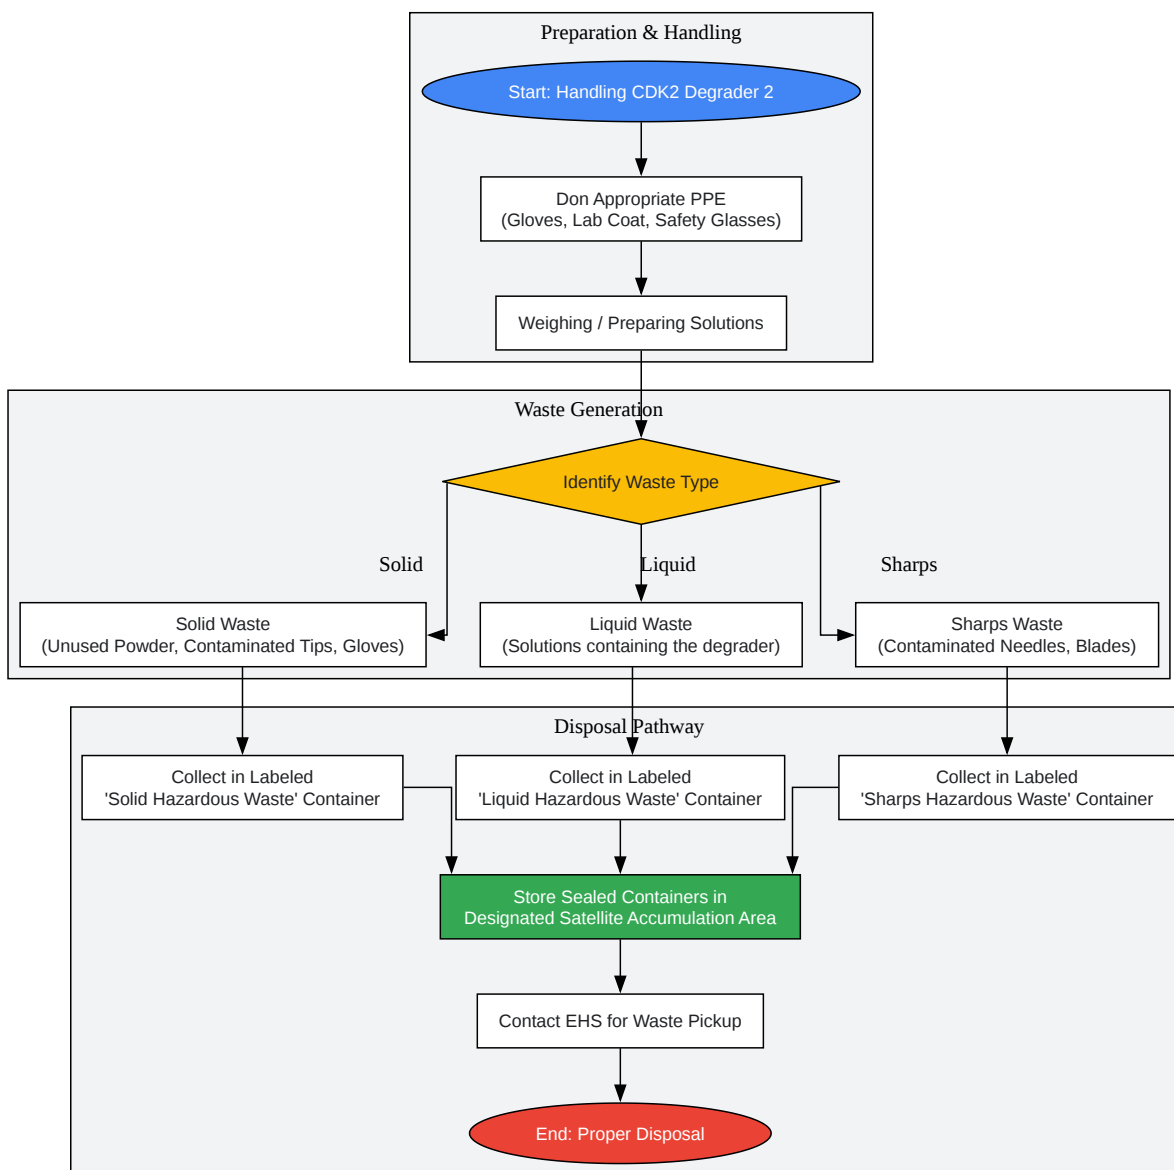 Preparation & Handling
Start: Handling CDK2 Degrader 2
Don Appropriate PPE
(Gloves, Lab Coat, Safety Glasses)
Weighing / Preparing Solutions
Waste Generation
Identify Waste Type
Solid
Liquid
Sharps
Solid Waste
(Unused Powder, Contaminated Tips, Gloves)
Liquid Waste
(Solutions containing the degrader)
Sharps Waste
(Contaminated Needles, Blades)
Disposal Pathway
Collect in Labeled
'Solid Hazardous Waste' Container
Collect in Labeled
'Liquid Hazardous Waste' Container
Collect in Labeled
'Sharps Hazardous Waste' Container
Store Sealed Containers in
Designated Satellite Accumulation Area
Contact EHS for Waste Pickup
End: Proper Disposal